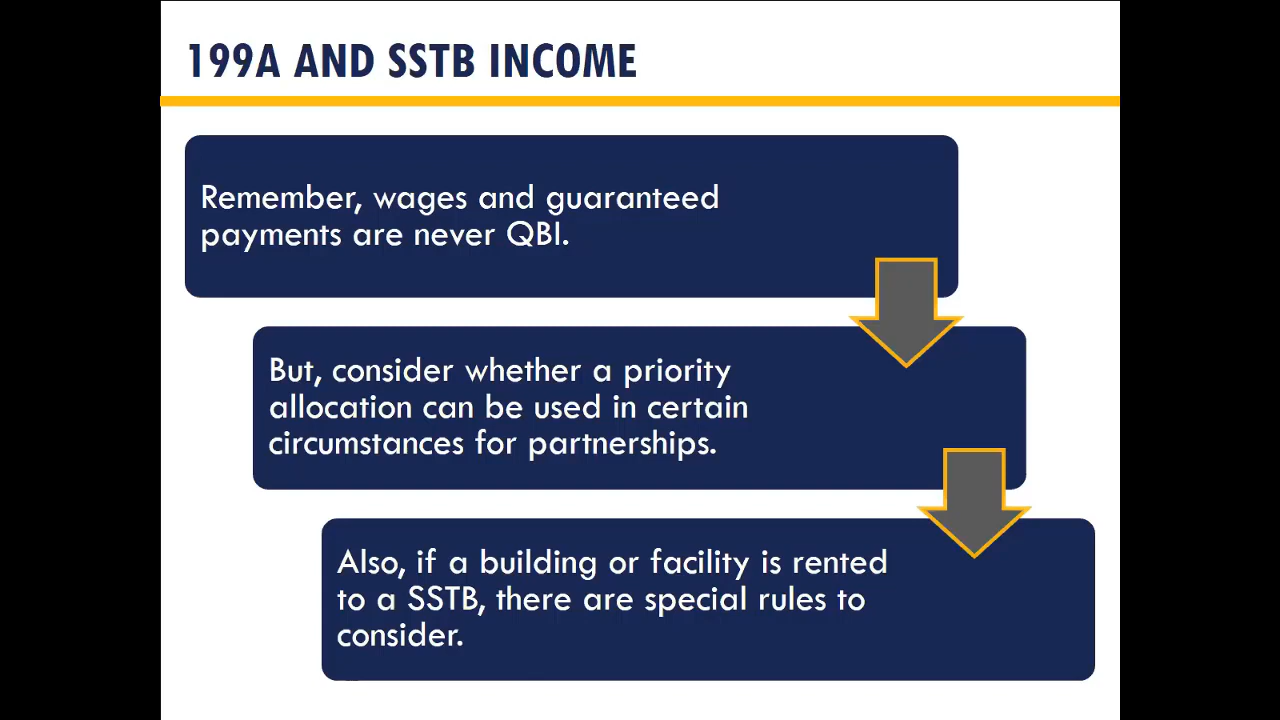 199A AND SSTB INCOME
Remember, wages and guaranteed
payments are never QBI.
But, consider whether a priority
allocation can be used in certain
circumstances for partnerships.
Also, if a building or facility is rented
to a SSTB, there are special rules to
consider.